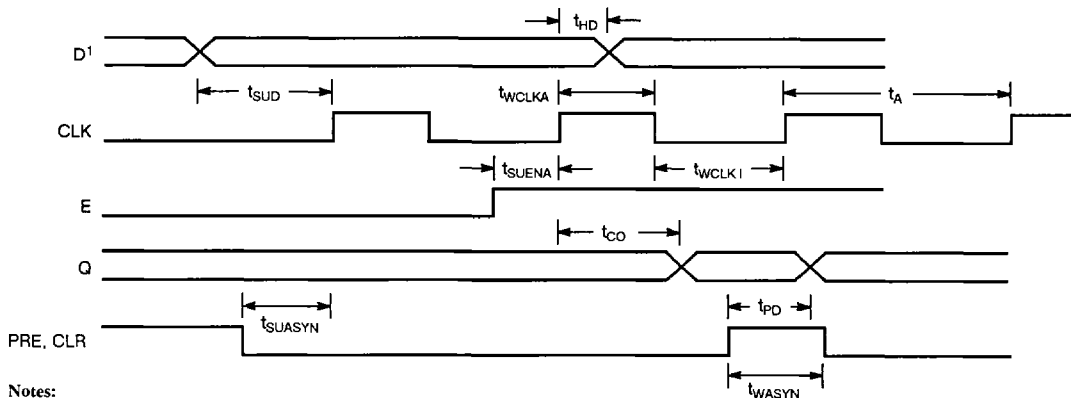 tHD
D1
tSUD
tWCLKA
tA
CLK
tSUENA
tWCLKI
E
tCO
Q
tSUASYN
tPD
PRE, CLR
tWASYN
Notes: